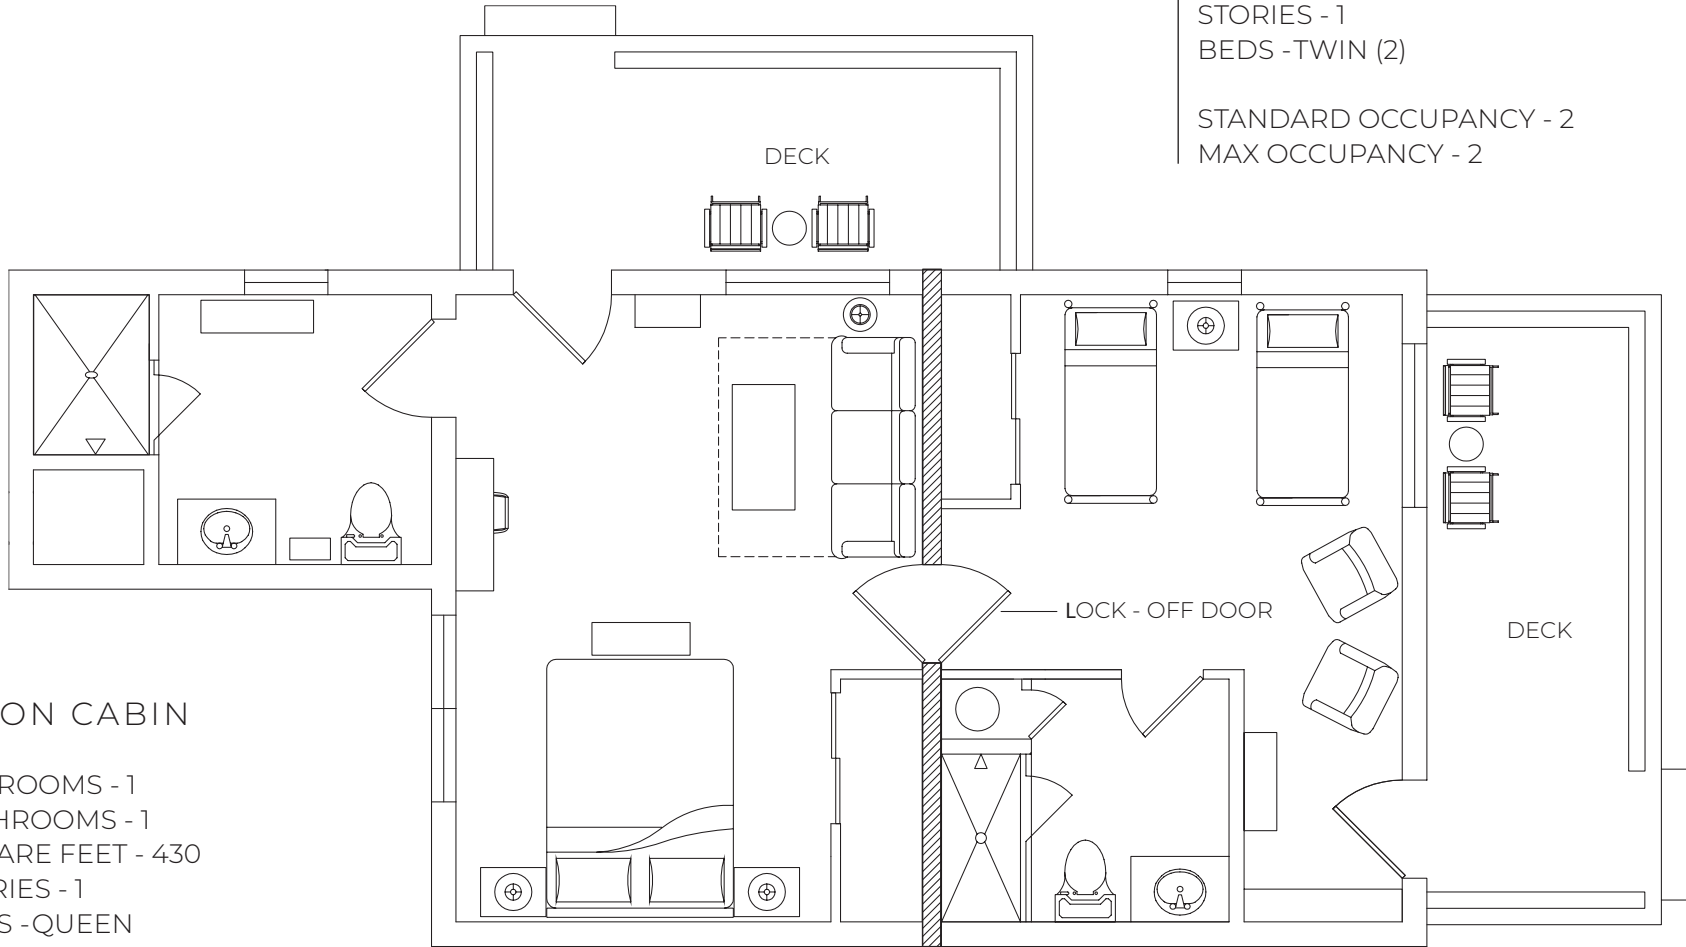 STORIES - 1
BEDS - TWIN (2)
STANDARD OCCUPANCY - 2
MAX OCCUPANCY - 2
DECK
LOCK - OFF DOOR
DECK
ON CABIN
ROOMS - 1
HROOMS - 1
ARE FEET - 430
RIES - 1
S - QUEEN